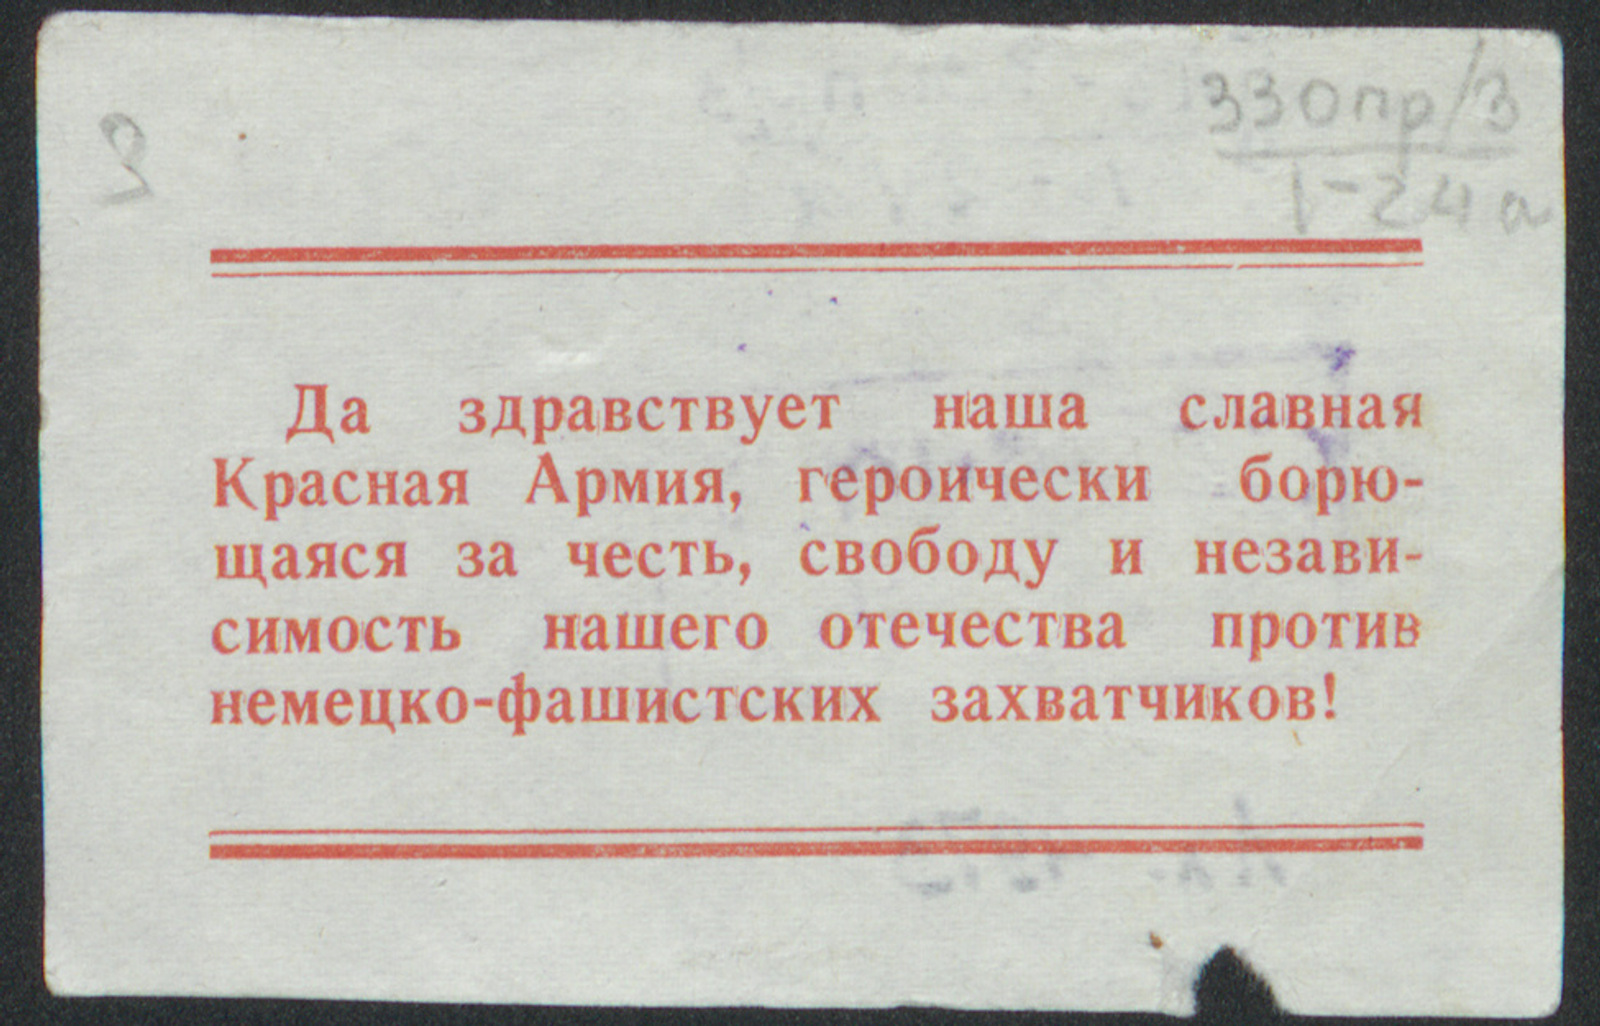 330пр/3
1-24а
3
Да здравствует наша славная
Красная Армия, героически борю-
щаяся за честь, свободу и незави-
симость нашего отечества против
немецко-фашистских захватчиков!